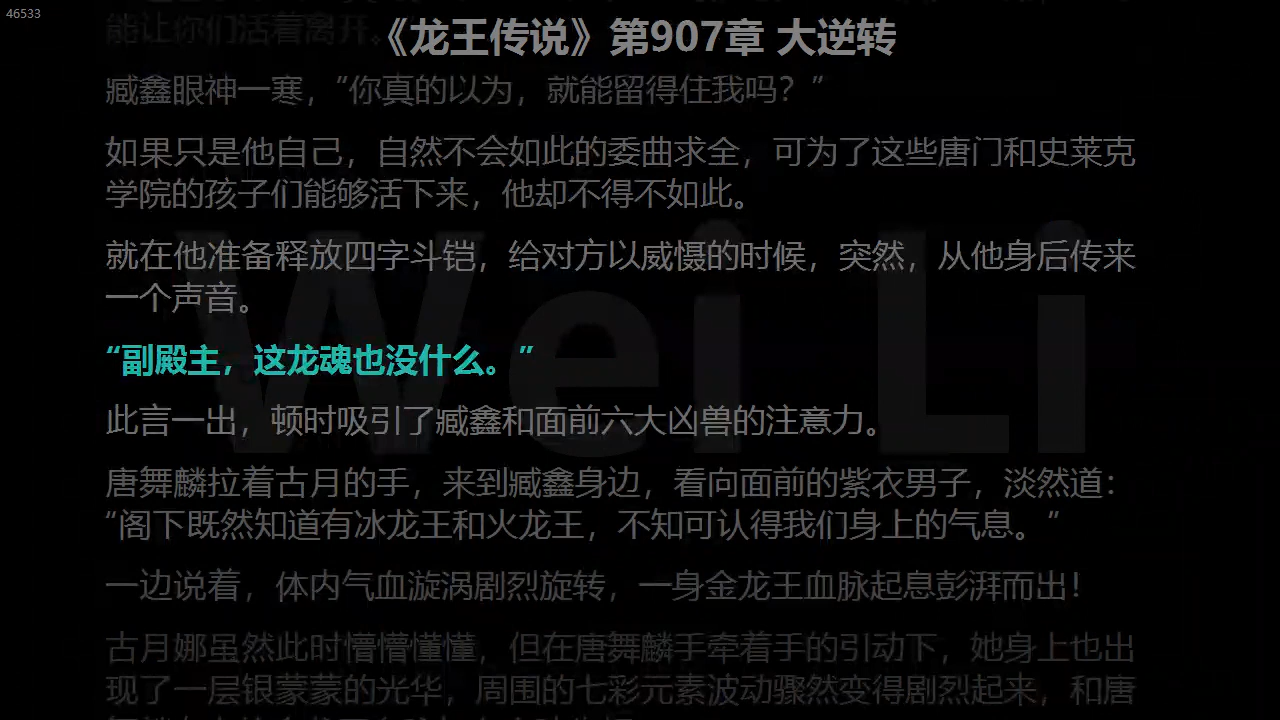 46533
能让你们活着离开。
《龙王传说》第907章 大逆转
臧鑫眼神一寒，“你真的以为，就能留得住我吗？”
如果只是他自己，自然不会如此的委曲求全，可为了这些唐门和史莱克
学院的孩子们能够活下来，他却不得不如此。
就在他准备释放四字斗铠，给对方以威慑的时候，突然，从他身后传来
一个声音。
“副殿主，这龙魂也没什么。”
此言一出，顿时吸引了臧鑫和面前六大凶兽的注意力。
唐舞麟拉着古月的手，来到臧鑫身边，看向面前的紫衣男子，淡然道：
“阁下既然知道有冰龙王和火龙王，不知可认得我们身上的气息。”
一边说着，体内气血漩涡剧烈旋转，一身金龙王血脉起息彭湃而出！
古月娜虽然此时懵懵懂懂，但在唐舞麟手牵着手的引动下，她身上也出
现了一层银蒙蒙的光华，周围的七彩元素波动骤然变得剧烈起来，和唐
Wei Li